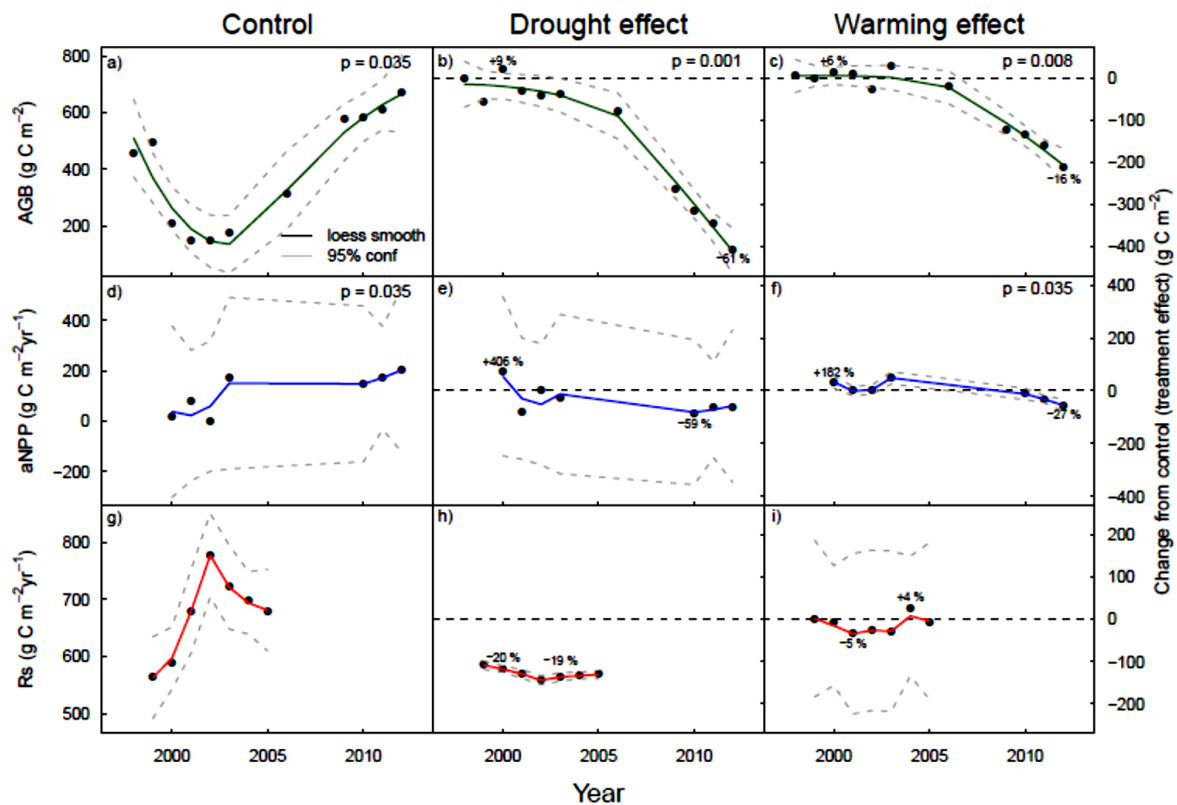 Control Drought effect Warming effect
a) p = 0.035 b) +9 % p = 0.001 c) +6 % p = 0.008
AGB (g C m⁻²)
800
600
400
200
loess smooth
95% conf
−61 %
−16 %
0
−100
−200
−300
−400
d) p = 0.035 e) f) p = 0.035
aNPP (g C m⁻²yr⁻¹)
400
200
0
−200
+406 %
−59 %
+182 %
−27 %
400
200
0
−200
−400
g) h) i)
Rs (g C m⁻²yr⁻¹)
800
700
600
500
−20 % −19 %
+4 %
−5 %
200
100
0
−100
−200
Change from control (treatment effect) (g C m⁻²)
2000 2005 2010 2000 2005 2010 2000 2005 2010
Year